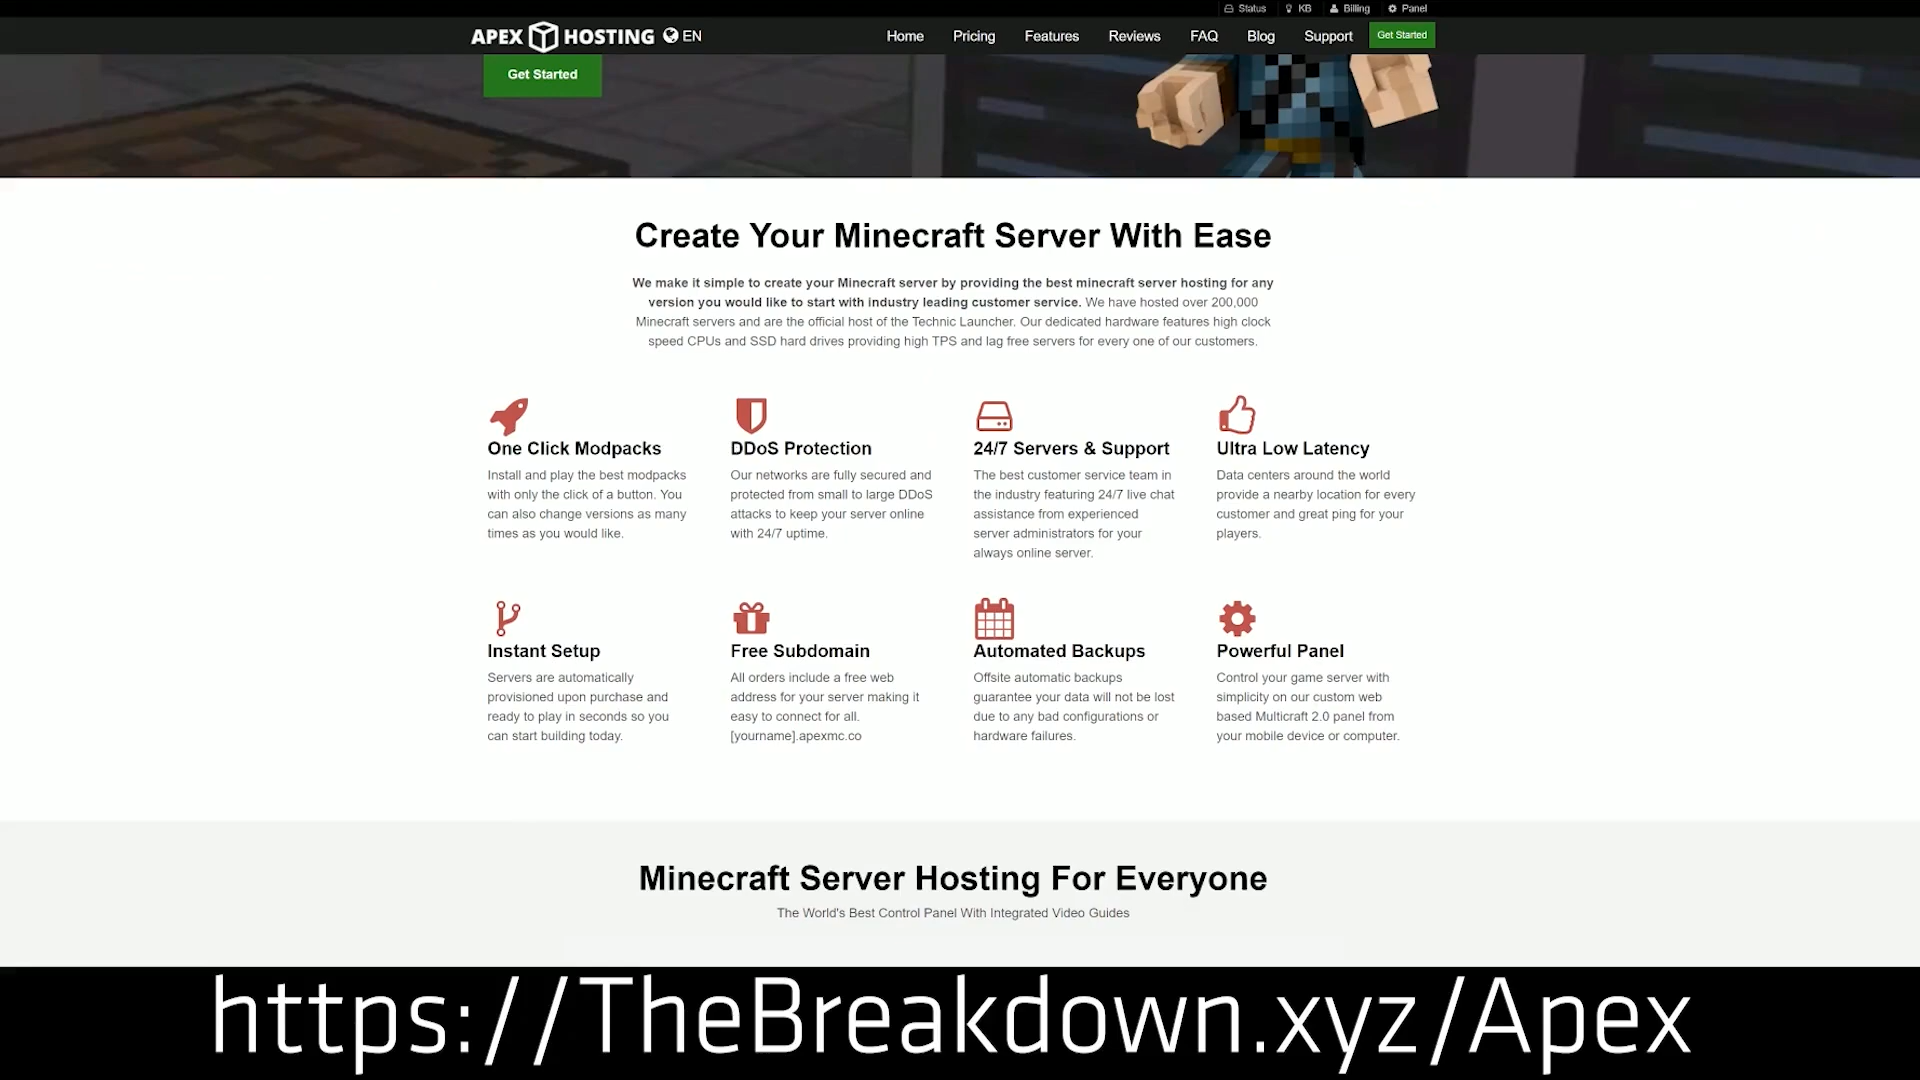 Status KB Billing Panel
APEX HOSTING EN Home Pricing Features Reviews FAQ Blog Support Get Started
Get Started
Create Your Minecraft Server With Ease
We make it simple to create your Minecraft server by providing the best minecraft server hosting for any
version you would like to start with industry leading customer service. We have hosted over 200,000
Minecraft servers and are the official host of the Technic Launcher. Our dedicated hardware features high clock
speed CPUs and SSD hard drives providing high TPS and lag free servers for every one of our customers.
One Click Modpacks
Install and play the best modpacks
with only the click of a button. You
can also change versions as many
times as you would like.
DDoS Protection
Our networks are fully secured and
protected from small to large DDoS
attacks to keep your server online
with 24/7 uptime.
24/7 Servers & Support
The best customer service team in
the industry featuring 24/7 live chat
assistance from experienced
server administrators for your
always online server.
Ultra Low Latency
Data centers around the world
provide a nearby location for every
customer and great ping for your
players.
Instant Setup
Servers are automatically
provisioned upon purchase and
ready to play in seconds so you
can start building today.
Free Subdomain
All orders include a free web
address for your server making it
easy to connect for all.
[yourname].apexmc.co
Automated Backups
Offsite automatic backups
guarantee your data will not be lost
due to any bad configurations or
hardware failures.
Powerful Panel
Control your game server with
simplicity on our custom web
based Multicraft 2.0 panel from
your mobile device or computer.
Minecraft Server Hosting For Everyone
The World's Best Control Panel With Integrated Video Guides
https://TheBreakdown.xyz/Apex